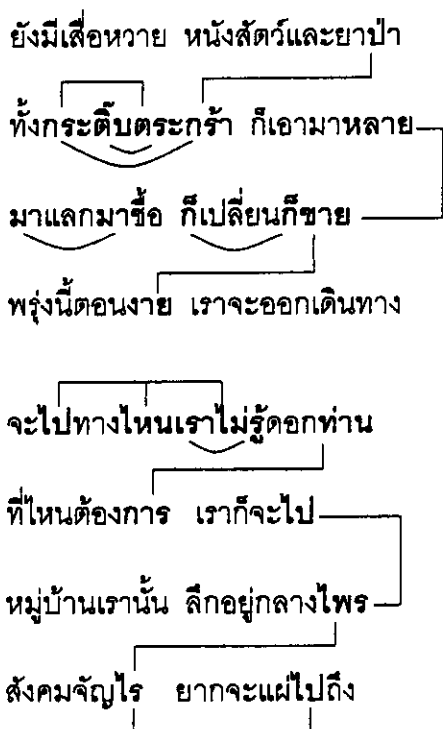 ยังมีเสื่อหวาย หนังสัตว์และยาป่า
ทั้งกระติ๊บตระกร้า ก็เอามาหลาย
มาแลกมาซื้อ ก็เปลี่ยนก็ขาย
พรุ่งนี้ตอนงาย เราจะออกเดินทาง
จะไปทางไหนเราไม่รู้ดอกท่าน
ที่ไหนต้องการ เราก็จะไป
หมู่บ้านเรานั้น ลึกอยู่กลางไพร
สังคมจัญไร ยากจะแผ่ไปถึง